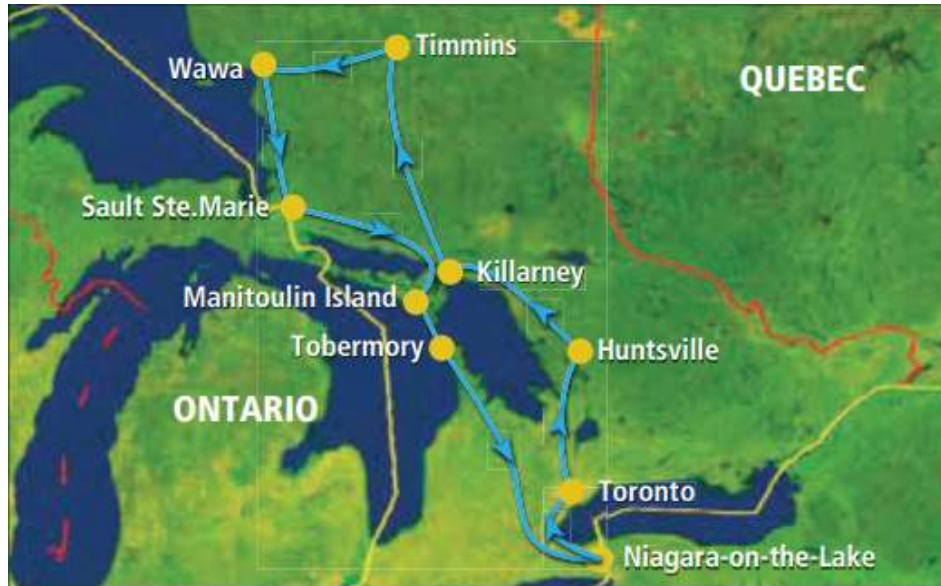 Timmins
Wawa
QUEBEC
Sault Ste.Marie
Killarney
Manitoulin Island
Tobermory
Huntsville
ONTARIO
Toronto
Niagara-on-the-Lake